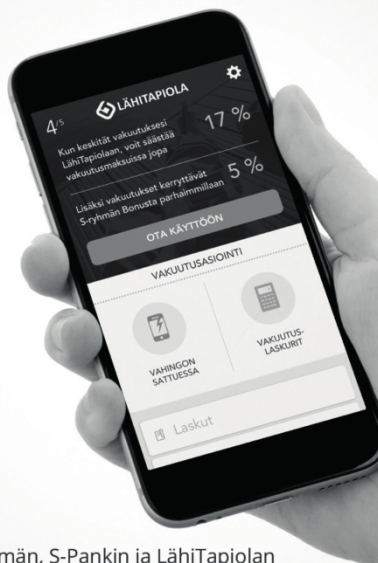 4/5
LÄHITAPIOLA
Kun keskität vakuutuksesi
LähiTapiolaan, voit säästää
vakuutusmaksuissa jopa
17 %
Lisäksi vakuutukset kerryttävät
S-ryhmän Bonusta parhaimmillaan
5 %
OTA KÄYTTÖÖN
VAKUUTUSASIOINTI
VAHINGON
SATTUESSA
VAKUUTUS-
LASKURIT
Laskut
män, S-Pankin ja LähiTapiolan